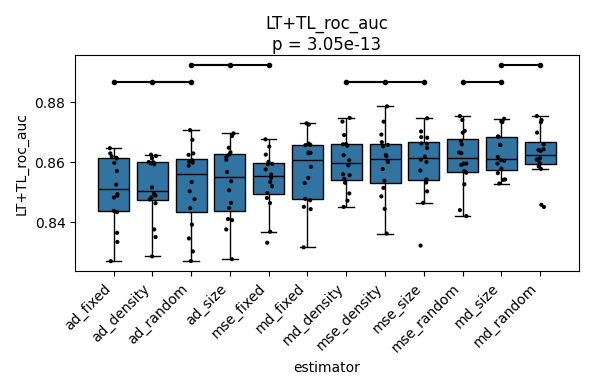 LT+TL_roc_auc
p = 3.05e-13
LT+TL_roc_auc
0.88
0.86
0.84
ad_fixed
ad_density
ad_random
ad_size
mse_fixed
md_fixed
md_density
mse_density
mse_size
mse_random
md_size
md_random
estimator